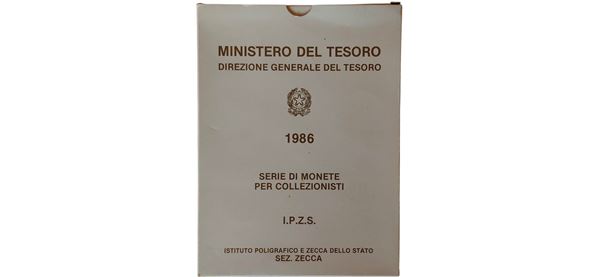 MINISTERO DEL TESORO
DIREZIONE GENERALE DEL TESORO
1986
SERIE DI MONETE
PER COLLEZIONISTI
I.P.Z.S.
ISTITUTO POLIGRAFICO E ZECCA DELLO STATO
SEZ. ZECCA